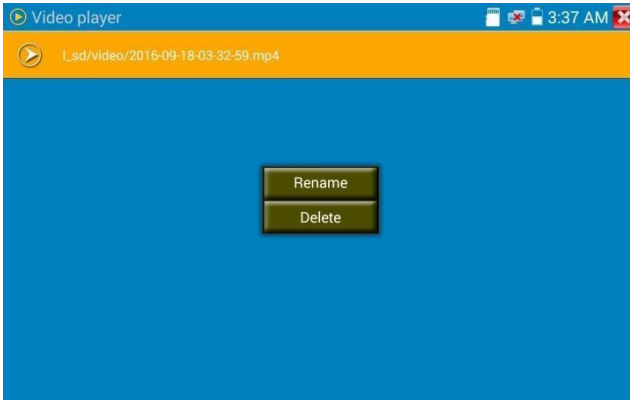 Video player
3:37 AM
l_sd/video/2016-09-18-03-32-59.mp4
Rename
Delete